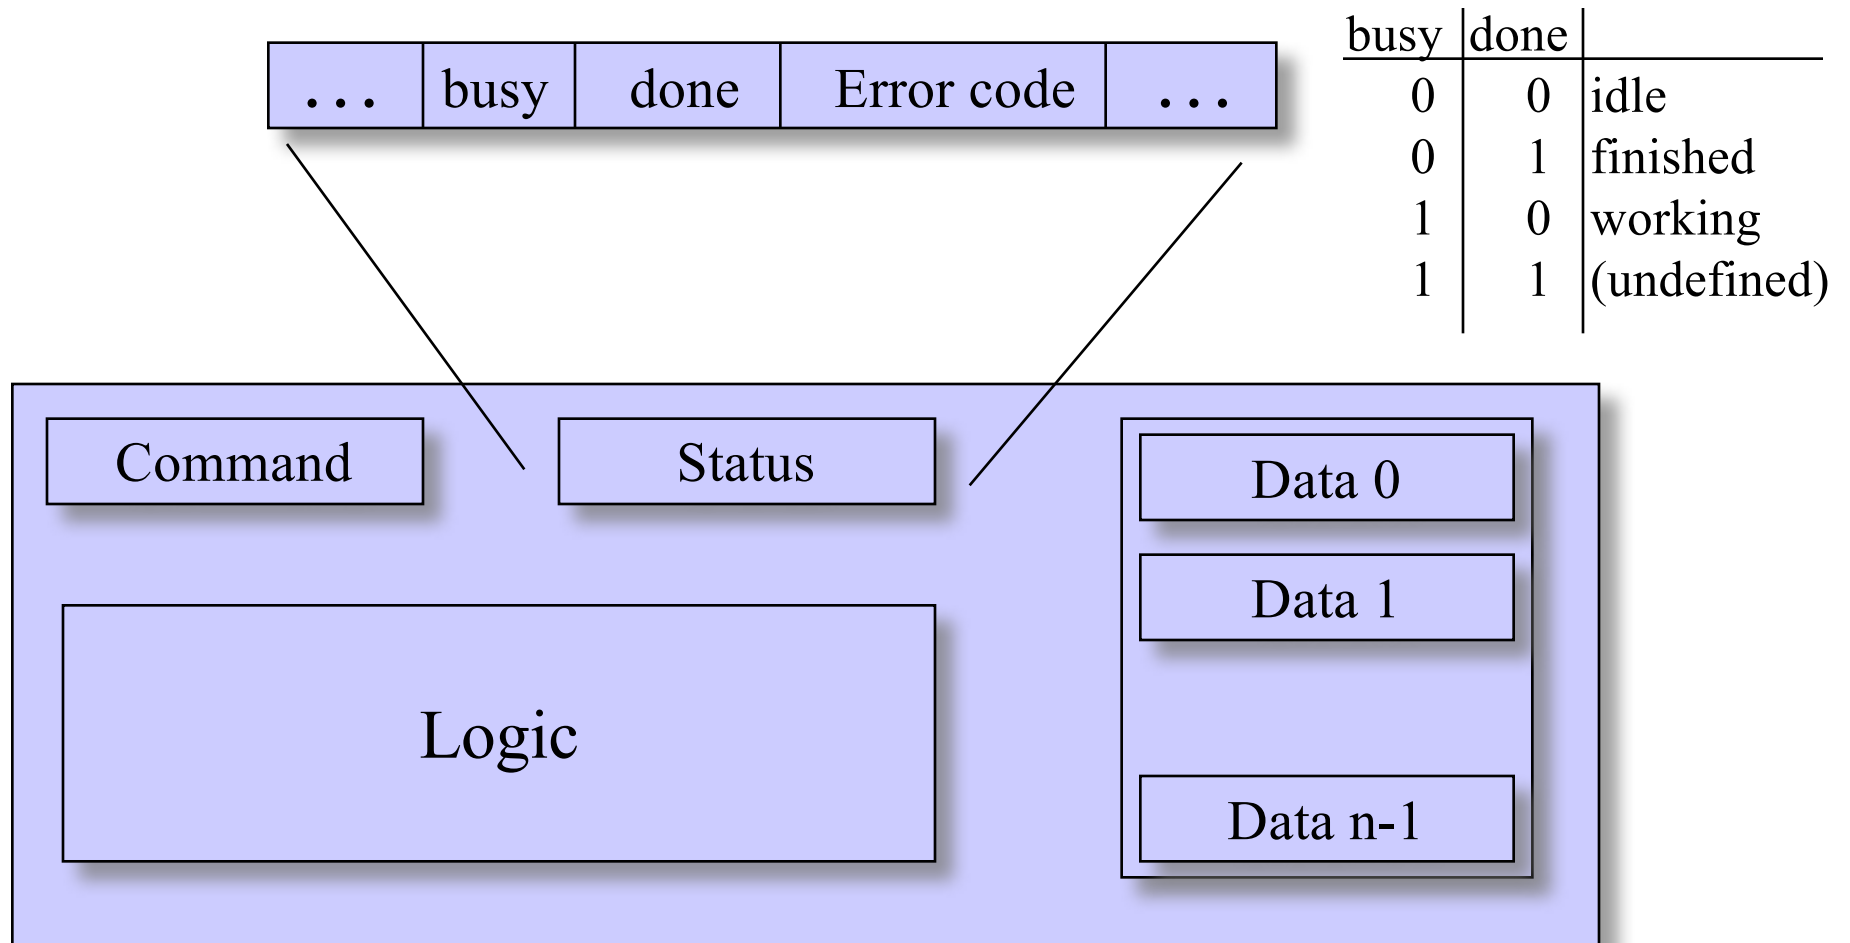 ... busy done Error code ...
busy done
0 0 idle
0 1 finished
1 0 working
1 1 (undefined)
Command Status Data 0
Data 1
Logic
Data n-1